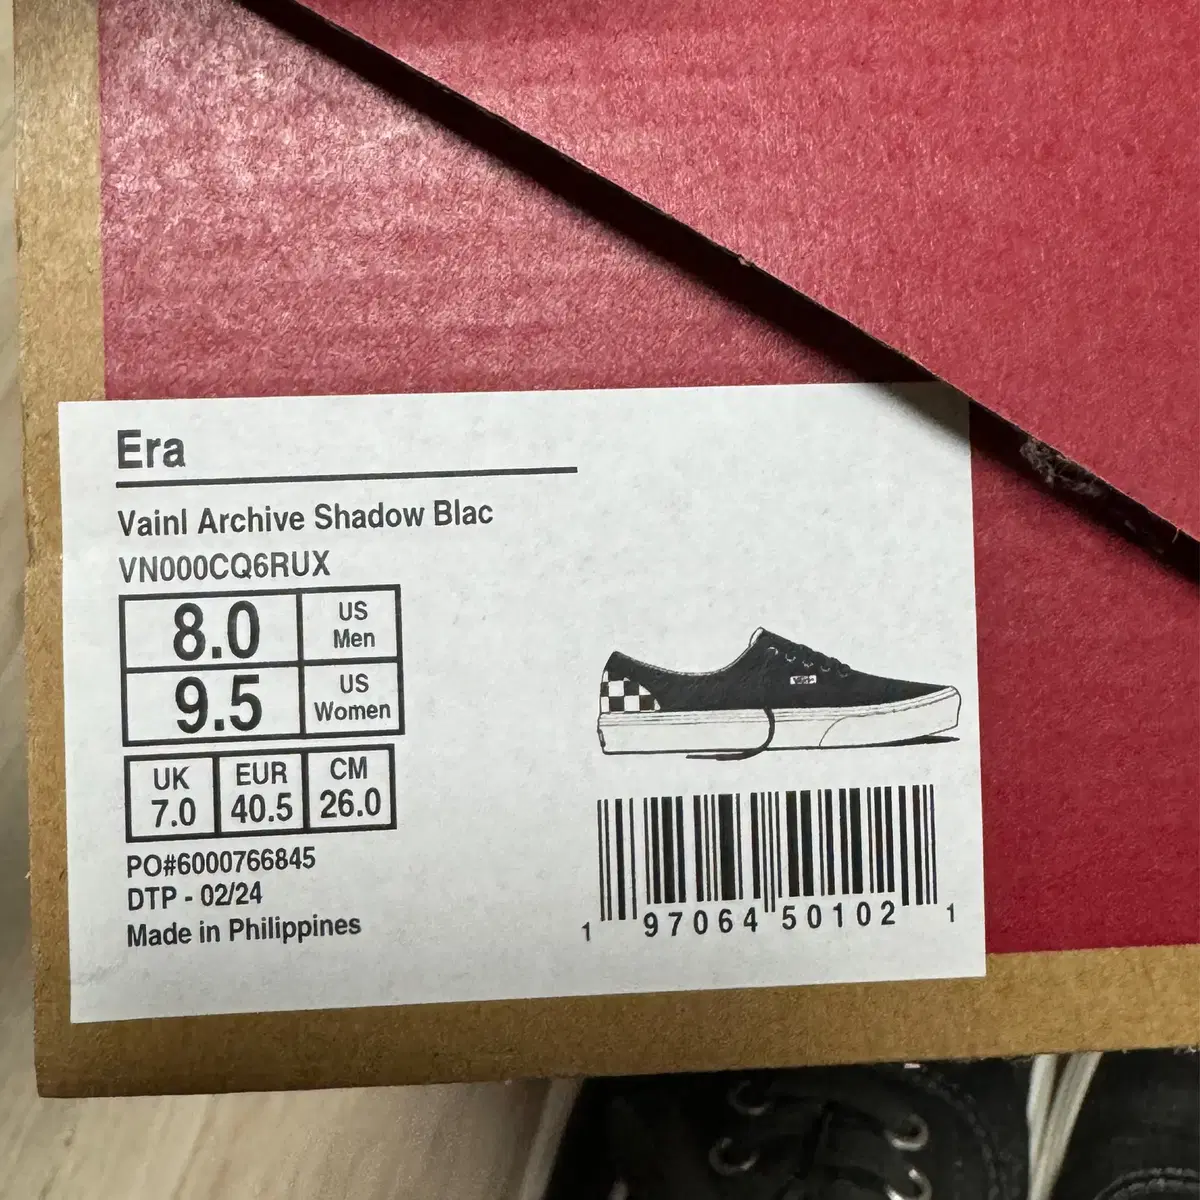 Era
Vainl Archive Shadow Blac
VN000CQ6RUX
8.0 US Men
9.5 US Women
UK EUR CM
7.0 40.5 26.0
PO#6000766845
DTP - 02/24
Made in Philippines
1 97064 50102 1